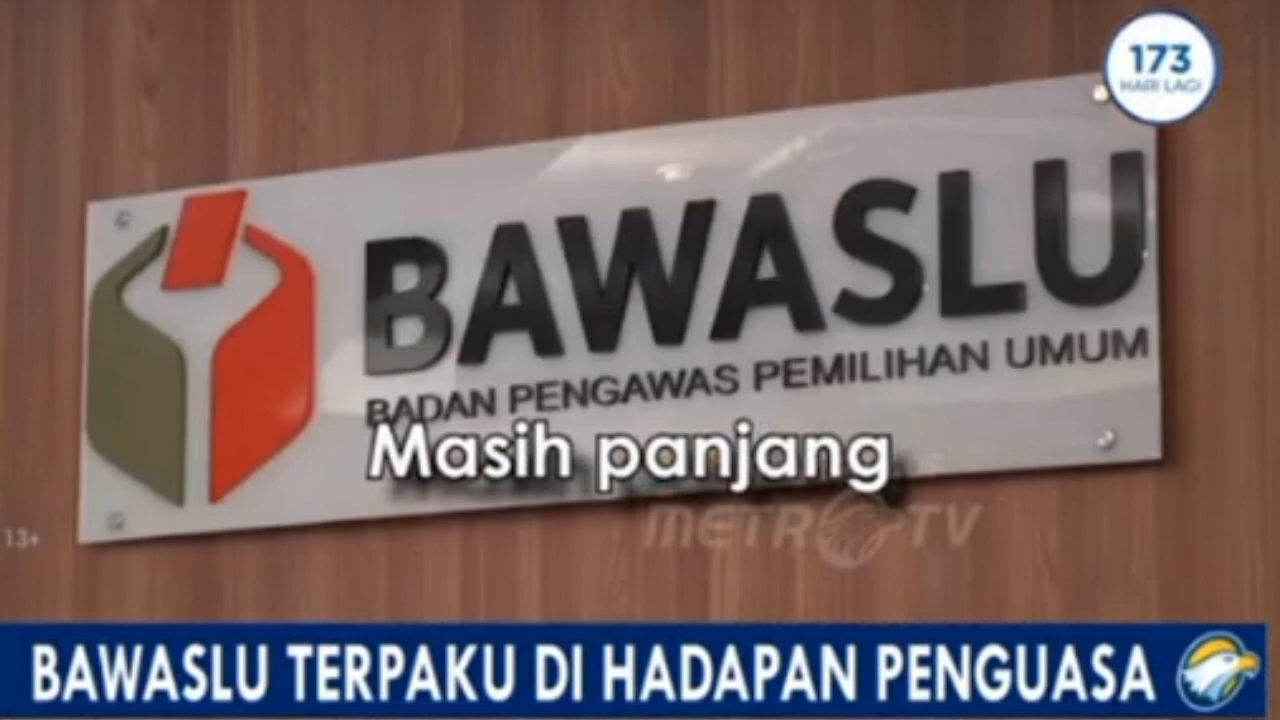 173
HARI LAGI
BAWASLU
BADAN PENGAWAS PEMILIHAN UMUM
Masih panjang
METRO TV
13+
BAWASLU TERPAKU DI HADAPAN PENGUASA